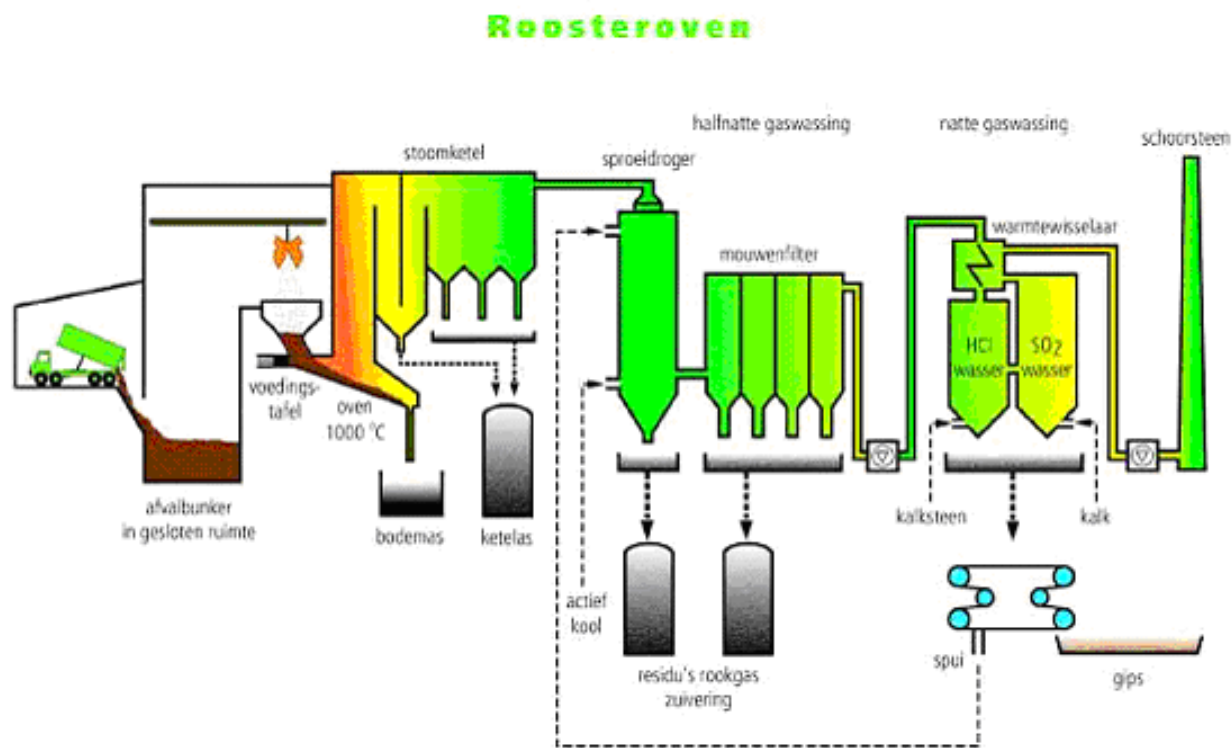 Roosteroven
halfnatte gaswassing
natte gaswassing
schoorsteen
stoomketel
sproeidroger
warmtewisselaar
mouwenfilter
HCl
wasser
SO2
wasser
voedings-
tafel
oven
1000 °C
afvalbunker
in gesloten ruimte
bodemas
ketelas
kalksteen
kalk
actief
kool
residu's rookgas
zuivering
spui
gips